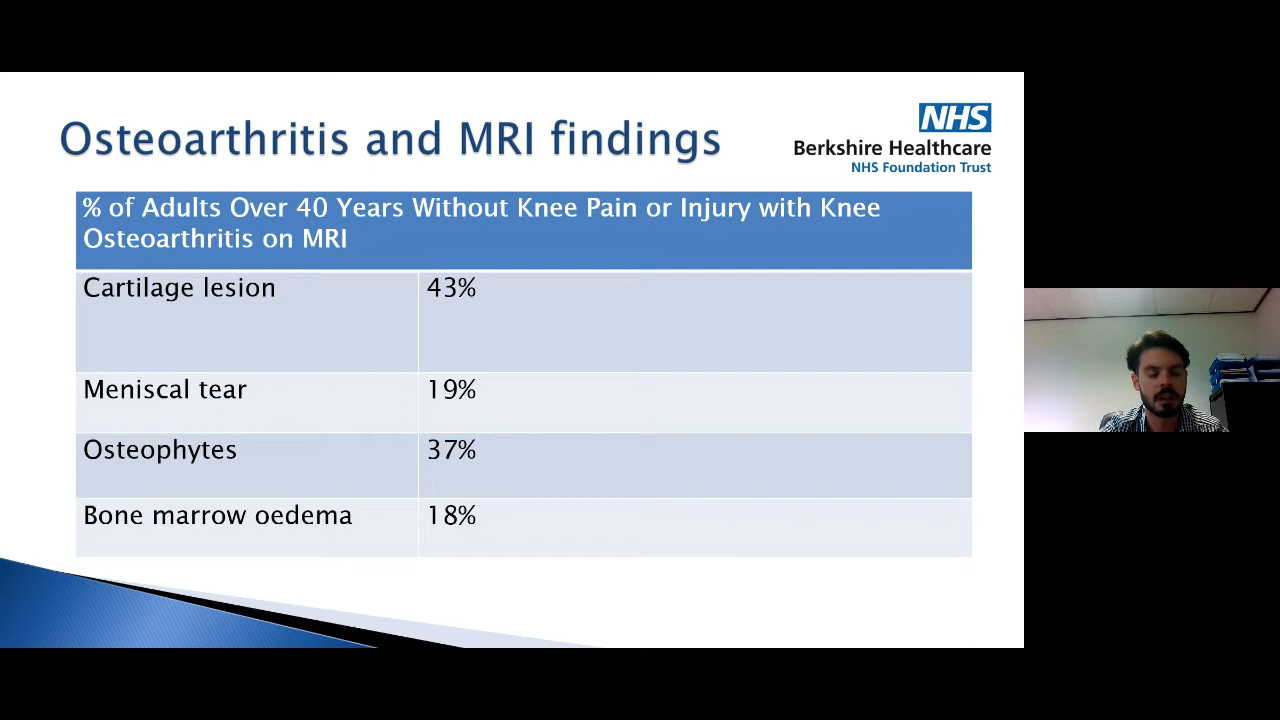 Osteoarthritis and MRI findings
NHS
Berkshire Healthcare
NHS Foundation Trust
% of Adults Over 40 Years Without Knee Pain or Injury with Knee
Osteoarthritis on MRI
Cartilage lesion 43%
Meniscal tear 19%
Osteophytes 37%
Bone marrow oedema 18%